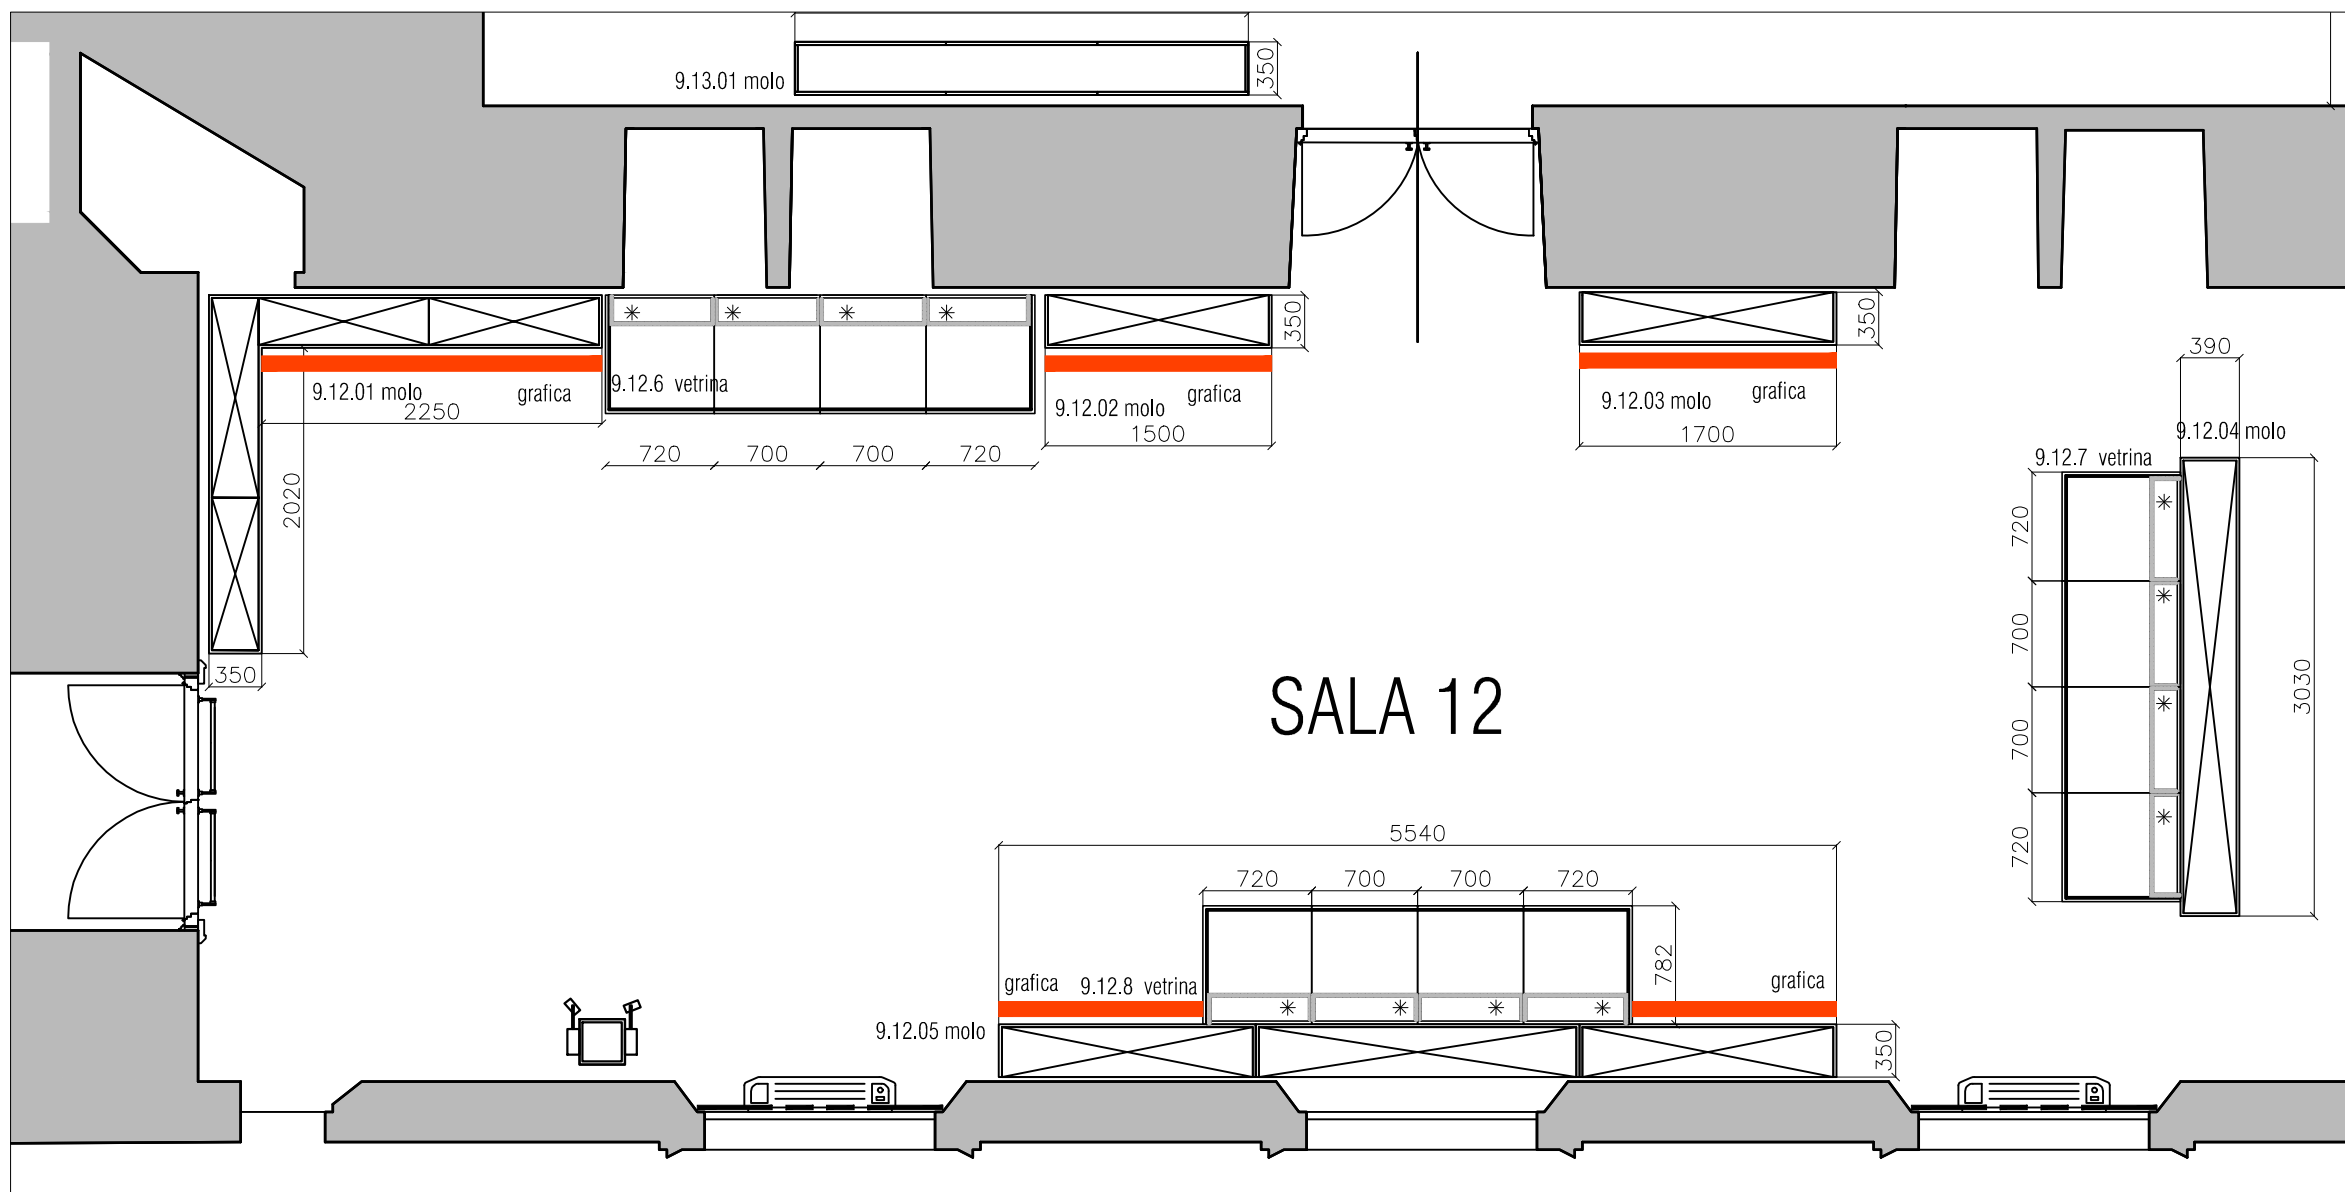 9.13.01 molo
350
350
350
390
9.12.01 molo
grafica
9.12.6 vetrina
9.12.02 molo
grafica
9.12.03 molo
grafica
2250
1500
1700
9.12.04 molo
720
700
700
720
9.12.7 vetrina
2020
720
700
700
720
3030
350
SALA 12
5540
720
700
700
720
782
grafica
9.12.8 vetrina
grafica
9.12.05 molo
350